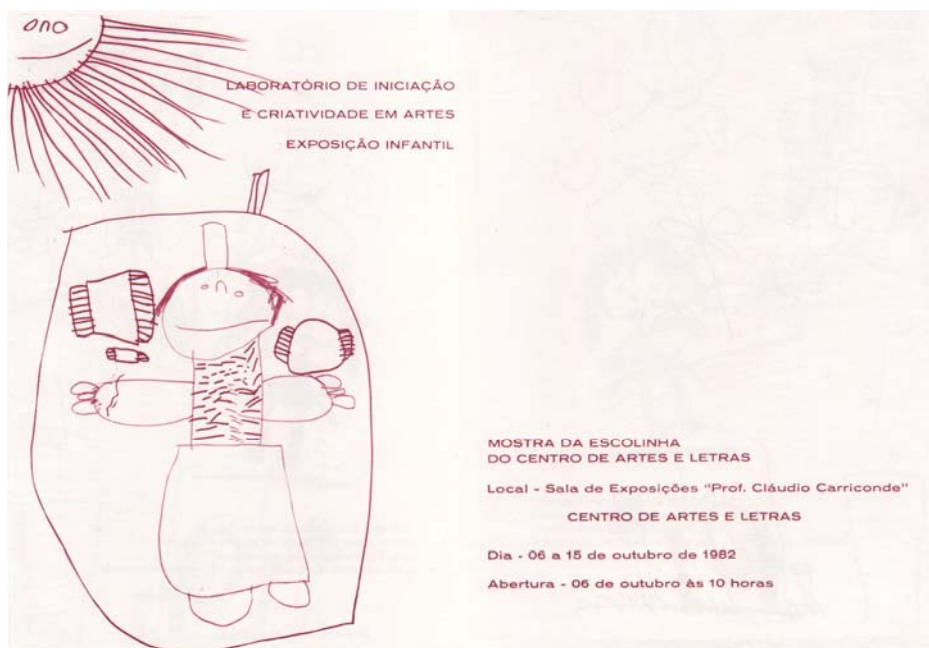 LABORATÓRIO DE INICIAÇÃO
E CRIATIVIDADE EM ARTES
EXPOSIÇÃO INFANTIL
MOSTRA DA ESCOLINHA
DO CENTRO DE ARTES E LETRAS
Local - Sala de Exposições "Prof. Cláudio Carriconde"
CENTRO DE ARTES E LETRAS
Dia - 06 a 15 de outubro de 1982
Abertura - 06 de outubro às 10 horas